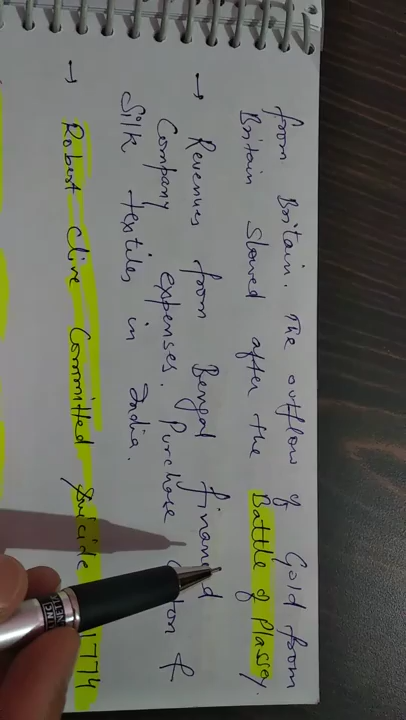 from Britain. The outflow of Gold from
Britain slowed after the Battle of Plassey.
→ Revenues from Bengal financed
Company expenses. Purchase &
Silk textiles in India.
→ Robert Clive Committed Suicide 1774